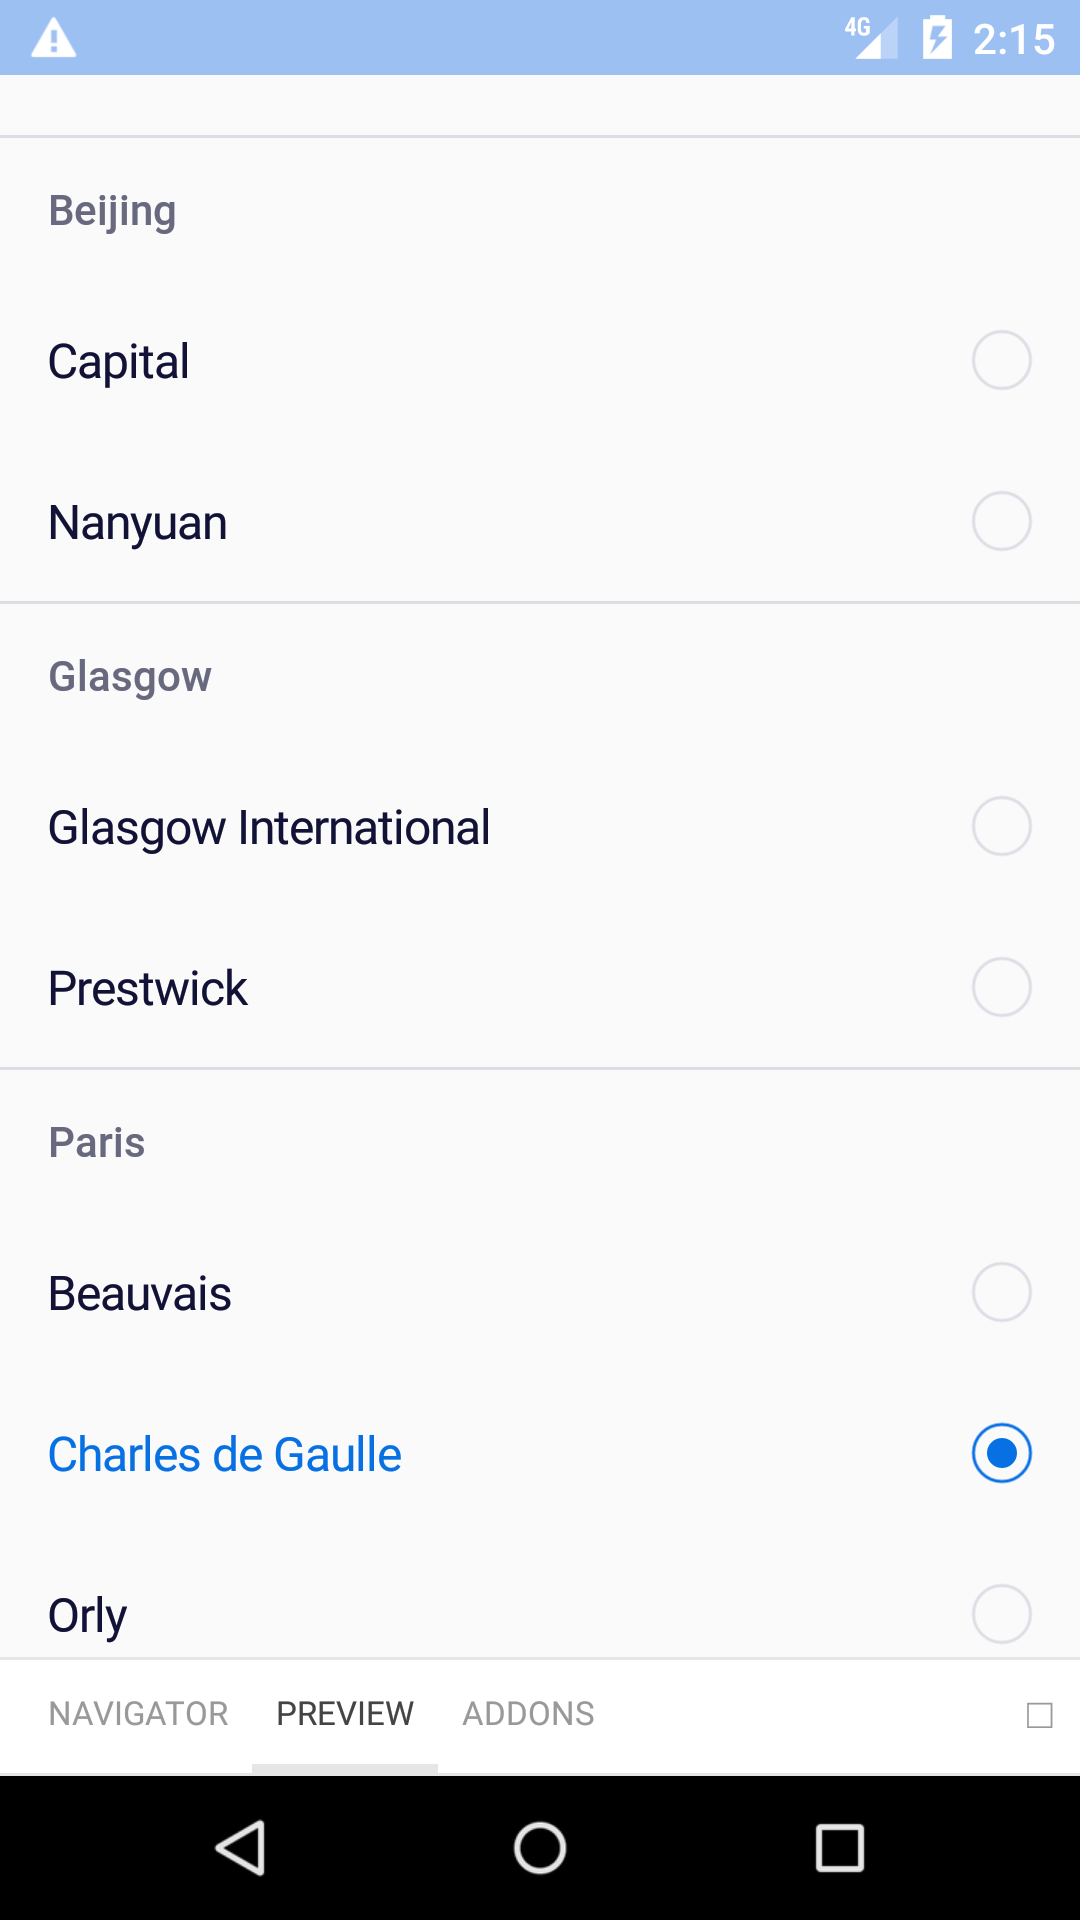 4G 2:15
Beijing
Capital
Nanyuan
Glasgow
Glasgow International
Prestwick
Paris
Beauvais
Charles de Gaulle
Orly
NAVIGATOR PREVIEW ADDONS